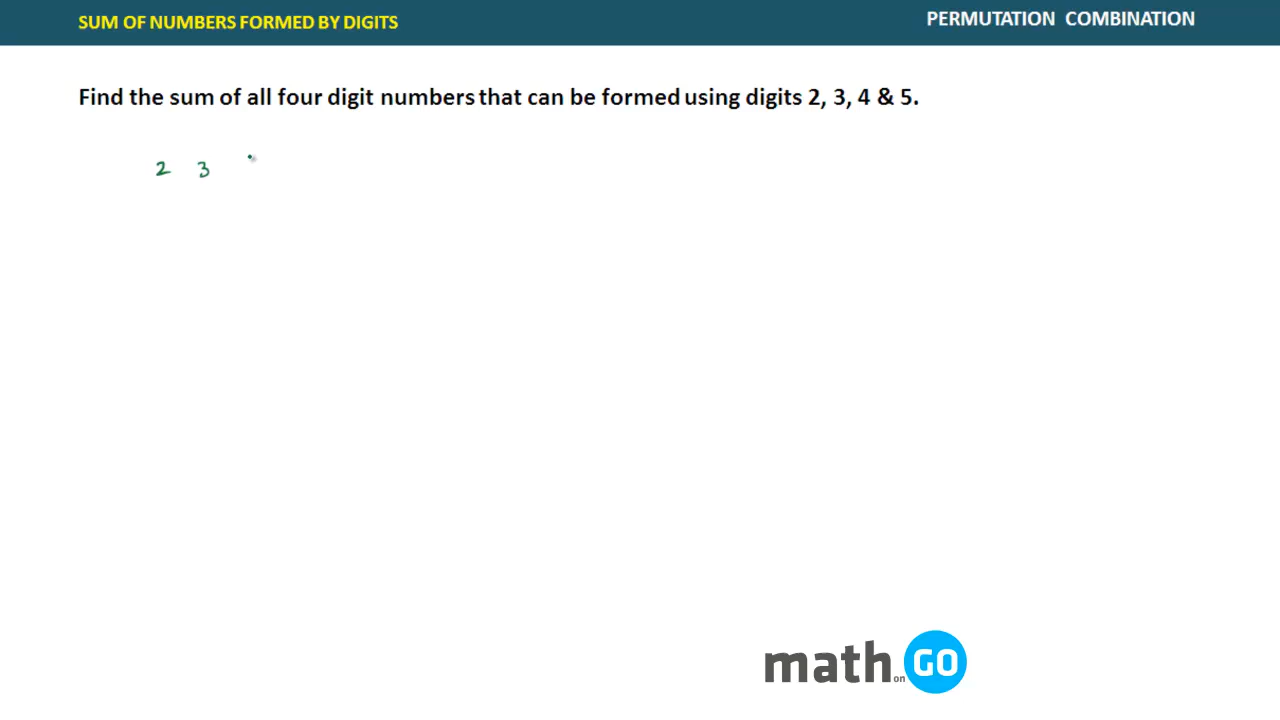 SUM OF NUMBERS FORMED BY DIGITS
PERMUTATION COMBINATION
Find the sum of all four digit numbers that can be formed using digits 2, 3, 4 & 5.
2 3
math on GO